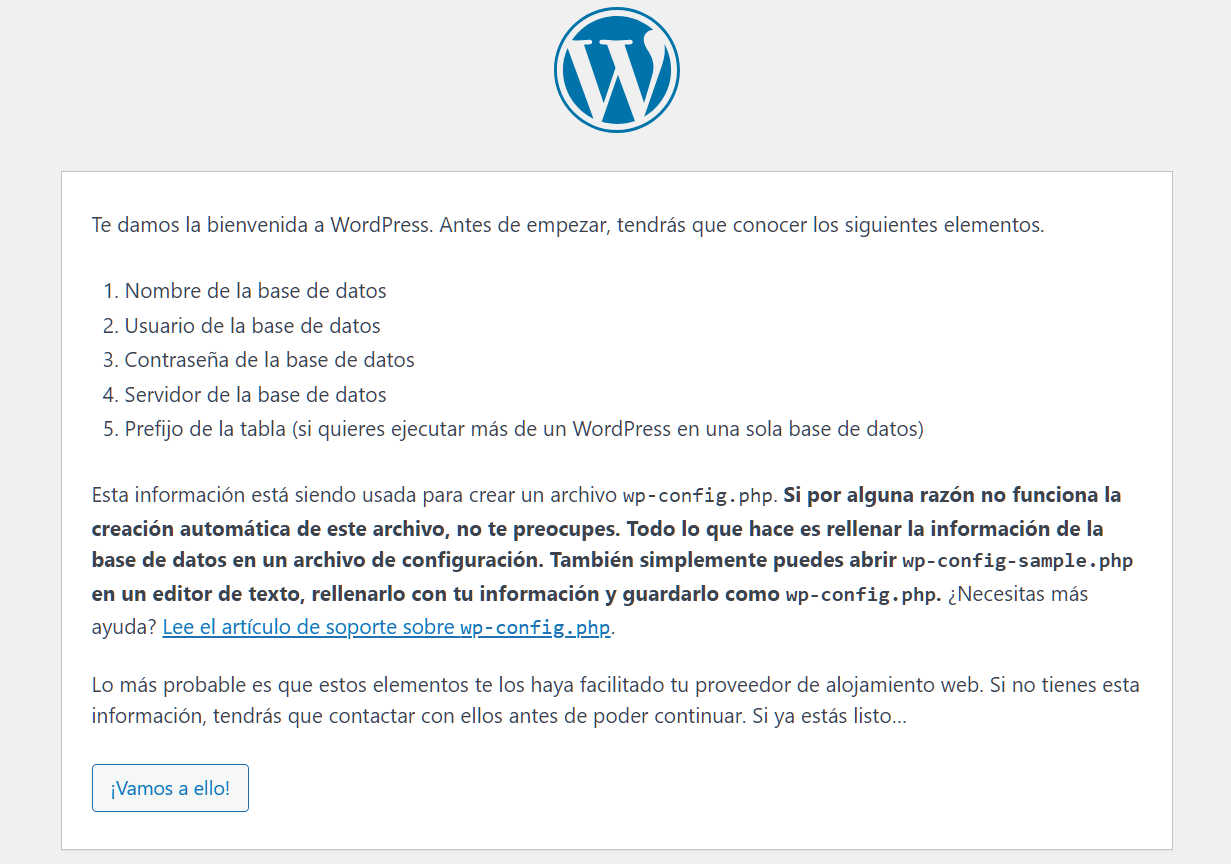 Te damos la bienvenida a WordPress. Antes de empezar, tendrás que conocer los siguientes elementos.
1. Nombre de la base de datos
2. Usuario de la base de datos
3. Contraseña de la base de datos
4. Servidor de la base de datos
5. Prefijo de la tabla (si quieres ejecutar más de un WordPress en una sola base de datos)
Esta información está siendo usada para crear un archivo wp-config.php. Si por alguna razón no funciona la
creación automática de este archivo, no te preocupes. Todo lo que hace es rellenar la información de la
base de datos en un archivo de configuración. También simplemente puedes abrir wp-config-sample.php
en un editor de texto, rellenarlo con tu información y guardarlo como wp-config.php. ¿Necesitas más
ayuda? Lee el artículo de soporte sobre wp-config.php.
Lo más probable es que estos elementos te los haya facilitado tu proveedor de alojamiento web. Si no tienes esta
información, tendrás que contactar con ellos antes de poder continuar. Si ya estás listo…
¡Vamos a ello!